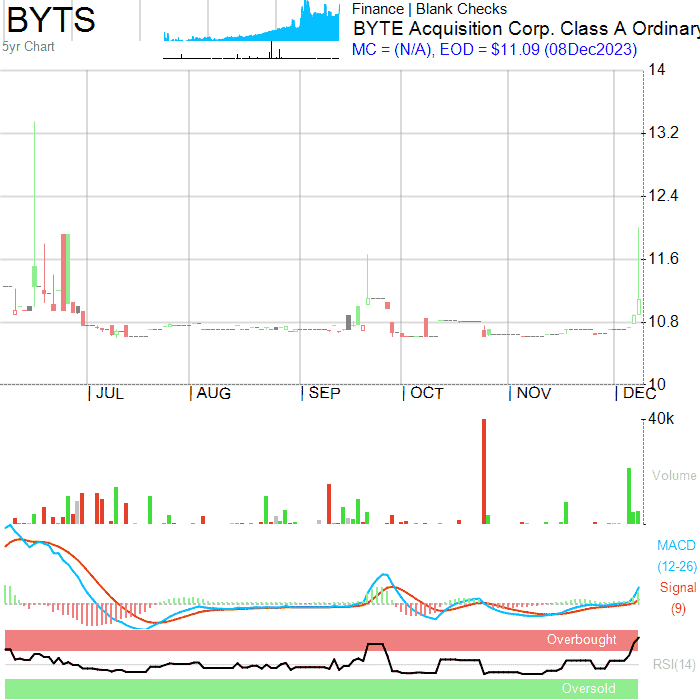 BYTS
5yr Chart
Finance | Blank Checks
BYTE Acquisition Corp. Class A Ordinary
MC = (N/A), EOD = $11.09 (08Dec2023)
14
13.2
12.4
11.6
10.8
10
JUL AUG SEP OCT NOV DEC
40k
Volume
MACD
(12-26)
Signal
(9)
Overbought
RSI(14)
Oversold